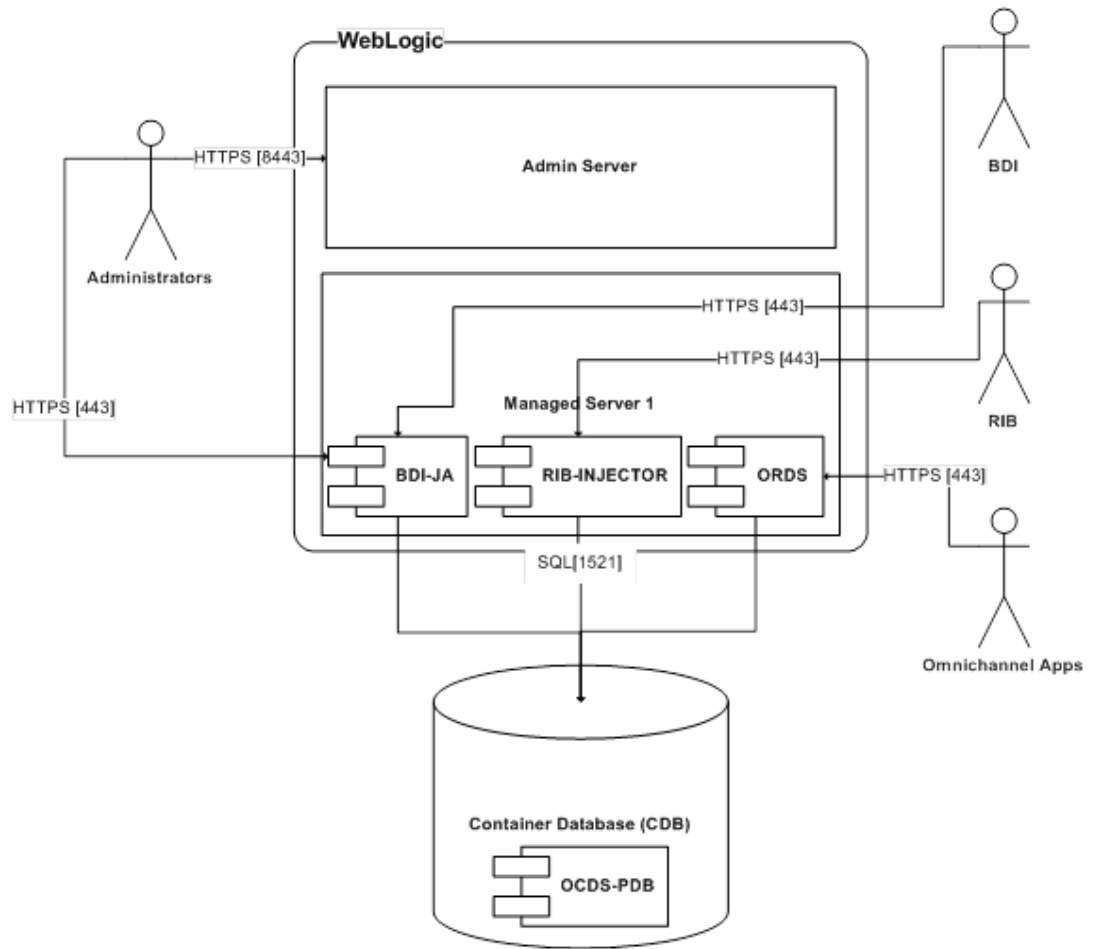 WebLogic
Admin Server
HTTPS [8443]
Administrators
BDI
HTTPS [443]
HTTPS [443]
RIB
HTTPS [443]
Managed Server 1
BDI-JA
RIB-INJECTOR
ORDS
HTTPS [443]
SQL[1521]
Omnichannel Apps
Container Database (CDB)
OCDS-PDB